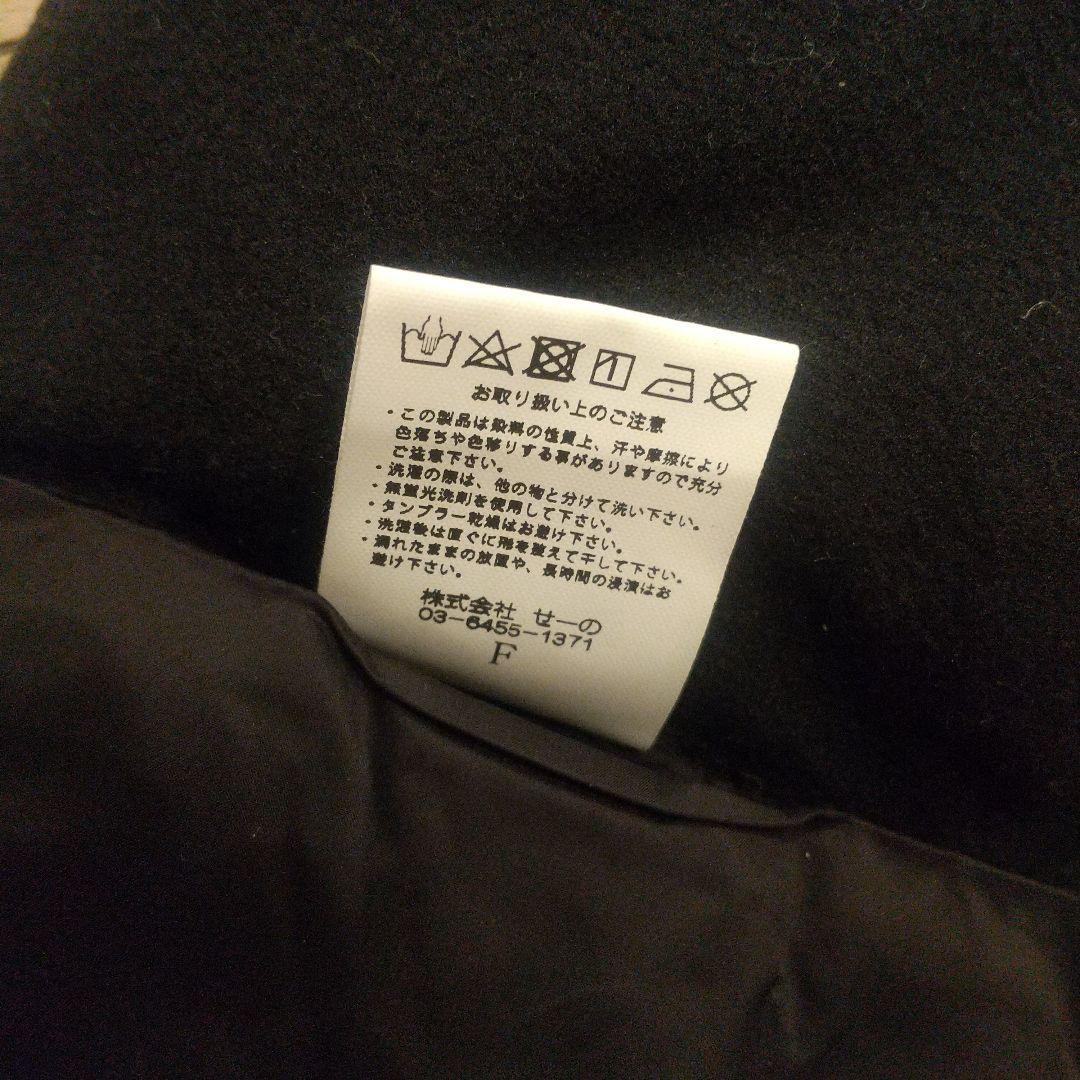 お取り扱い上のご注意
・この製品は染料の性質上、汗や摩擦により
色落ちや色移りする事がありますので充分
ご注意下さい。
・洗濯の際は、他の物と分けて洗い下さい。
・無蛍光洗剤を使用して下さい。
・タンブラー乾燥はお避け下さい。
・洗濯後は直ぐに形を整えて干して下さい。
・濡れたままの放置や、長時間の浸漬はお
避け下さい。
株式会社 せーの
03-6455-1371
F